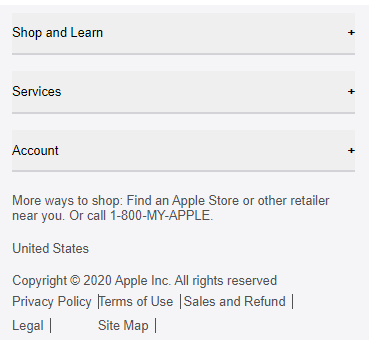 Shop and Learn +
Services +
Account +
More ways to shop: Find an Apple Store or other retailer
near you. Or call 1-800-MY-APPLE.
United States
Copyright © 2020 Apple Inc. All rights reserved
Privacy Policy | Terms of Use | Sales and Refund |
Legal | Site Map |